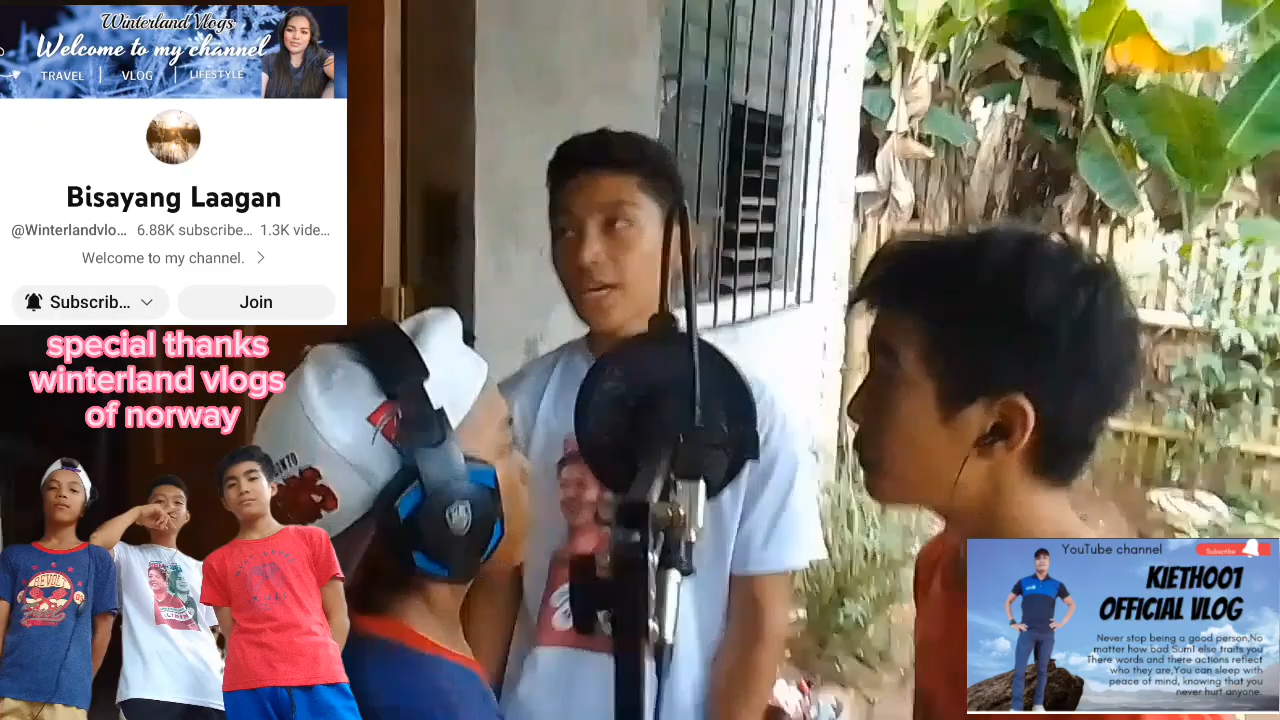 Winterland Vlogs
Welcome to my channel
TRAVEL | VLOG | LIFESTYLE
Bisayang Laagan
@Winterlandvlo... 6.88K subscribe... 1.3K vide...
Welcome to my channel.
Subscrib...
Join
special thanks
winterland vlogs
of norway
YouTube channel
Subscribe
KIETH001
OFFICIAL VLOG
Never stop being a good person,No
matter how bad Suml else traits you
There words and there actions reflect
who they are,You can sleep with
peace of mind, knowing that you
never hurt anyone.